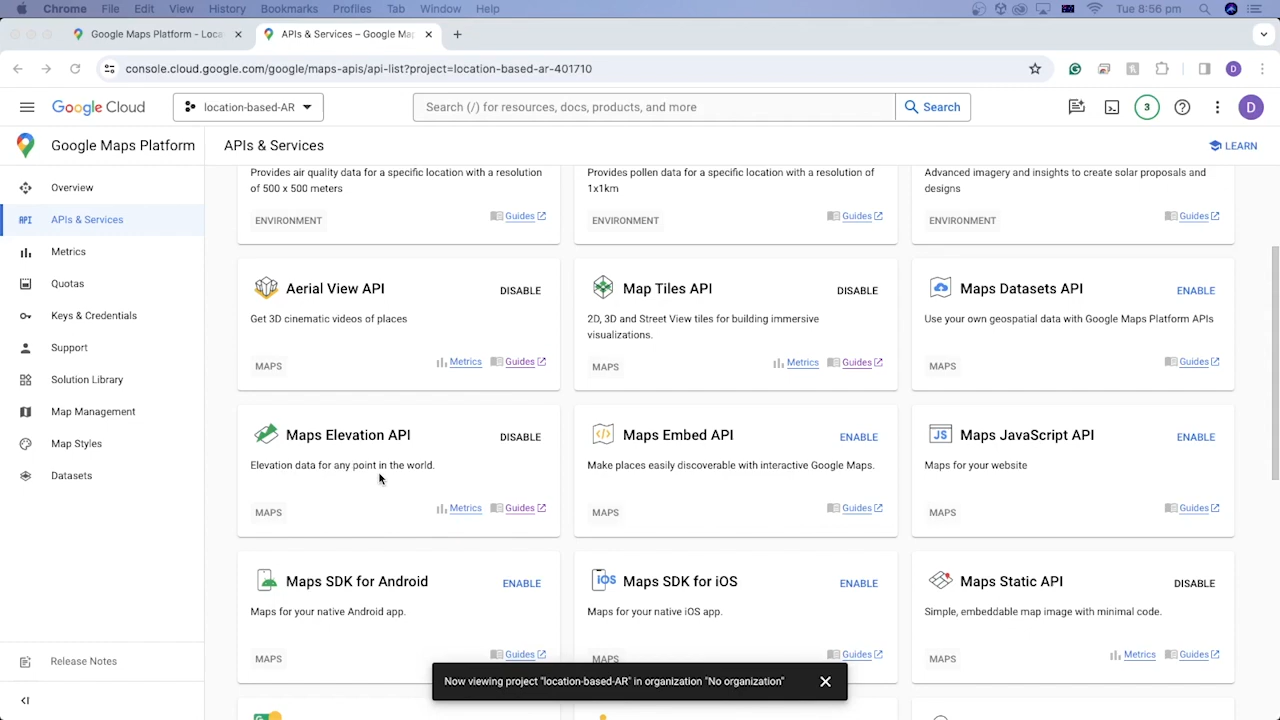 Chrome File Edit View History Bookmarks Profiles Tab Window Help Tue 8:56 pm
Google Maps Platform - Loca
APIs & Services – Google Map
console.cloud.google.com/google/maps-apis/api-list?project=location-based-ar-401710
D
Google Cloud
location-based-AR
Search (/) for resources, docs, products, and more
Search
3
D
Google Maps Platform
APIs & Services
LEARN
Overview
API APIs & Services
Metrics
Quotas
Keys & Credentials
Support
Solution Library
Map Management
Map Styles
Datasets
Release Notes
Provides air quality data for a specific location with a resolution
of 500 x 500 meters
ENVIRONMENT
Guides
Provides pollen data for a specific location with a resolution of
1x1km
ENVIRONMENT
Guides
Advanced imagery and insights to create solar proposals and
designs
ENVIRONMENT
Guides
Aerial View API
DISABLE
Get 3D cinematic videos of places
MAPS
Metrics Guides
Map Tiles API
DISABLE
2D, 3D and Street View tiles for building immersive
visualizations.
MAPS
Metrics Guides
Maps Datasets API
ENABLE
Use your own geospatial data with Google Maps Platform APIs
MAPS
Guides
Maps Elevation API
DISABLE
Elevation data for any point in the world.
MAPS
Metrics Guides
Maps Embed API
ENABLE
Make places easily discoverable with interactive Google Maps.
MAPS
Guides
JS Maps JavaScript API
ENABLE
Maps for your website
MAPS
Guides
Maps SDK for Android
ENABLE
Maps for your native Android app.
MAPS
Guides
iOS Maps SDK for iOS
ENABLE
Maps for your native iOS app.
MAPS
Guides
Maps Static API
DISABLE
Simple, embeddable map image with minimal code.
MAPS
Metrics Guides
Now viewing project "location-based-AR" in organization "No organization"